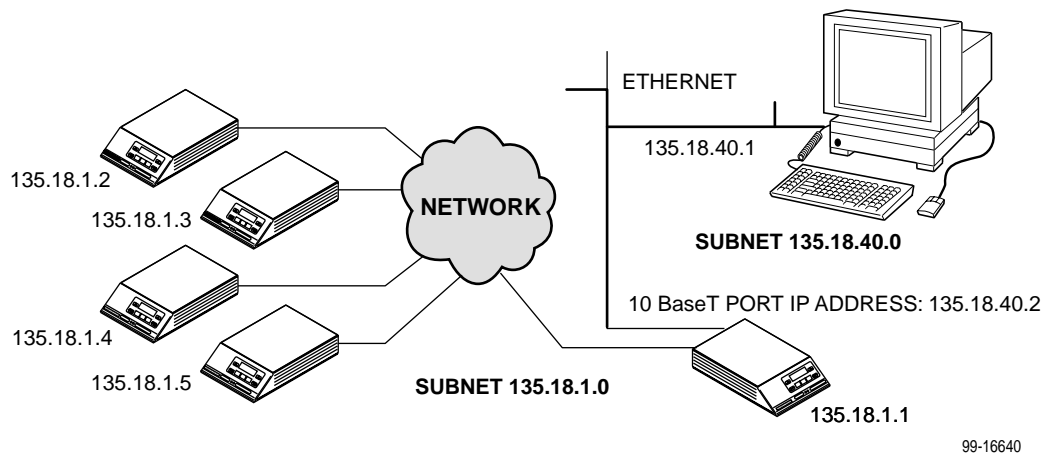 ETHERNET
135.18.40.1
135.18.1.2
135.18.1.3
NETWORK
SUBNET 135.18.40.0
10 BaseT PORT IP ADDRESS: 135.18.40.2
135.18.1.4
135.18.1.5
SUBNET 135.18.1.0
135.18.1.1
99-16640